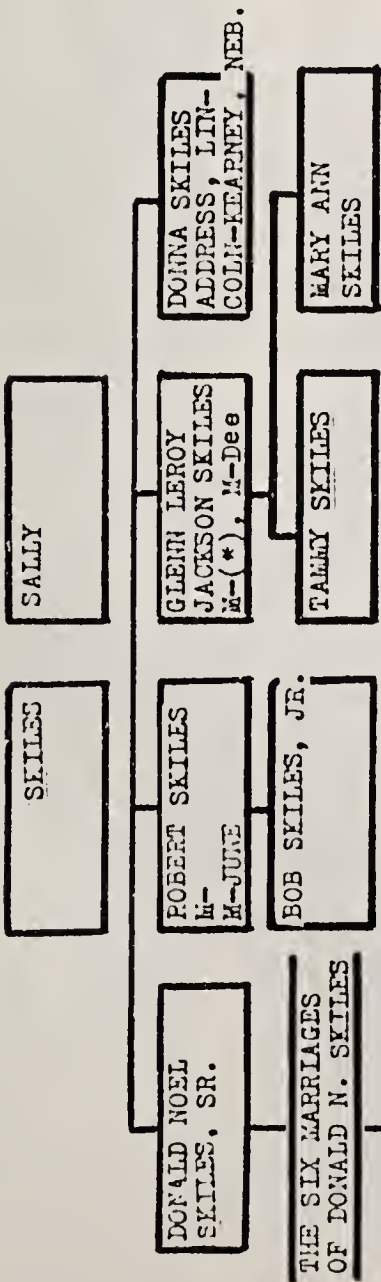 SKILES
SALLY
DONALD NOEL
SKILES, SR.
ROBERT SKILES
M-
M-JUNE
GLENN LEROY
JACKSON SKILES
M-(*), M-Dee
DONNA SKILES
ADDRESS, LIN-
COLN-KEARNEY, NEB.
THE SIX MARRIAGES
OF DONALD N. SKILES
BOB SKILES, JR.
TAMMY SKILES
MARY ANN
SKILES